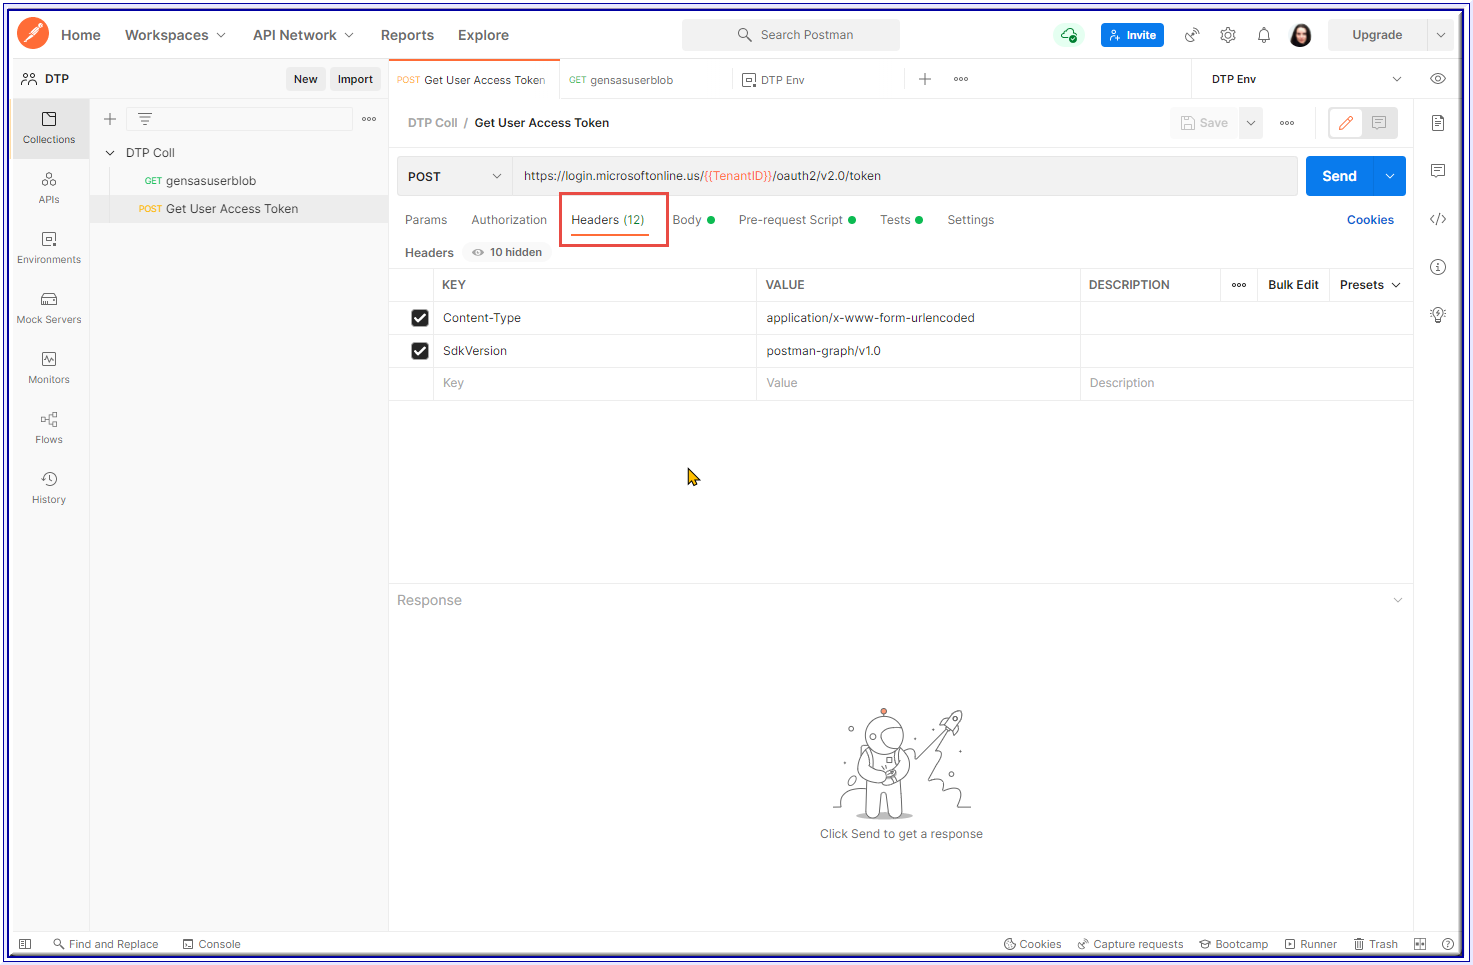 Home Workspaces API Network Reports Explore Search Postman Invite Upgrade
DTP New Import POST Get User Access Token GET gensasuserblob DTP Env DTP Env
Collections
DTP Coll / Get User Access Token Save
DTP Coll
GET gensasuserblob
POST Get User Access Token
POST https://login.microsoftonline.us/{{TenantID}}/oauth2/v2.0/token Send
APIs
Environments
Mock Servers
Monitors
Flows
History
Params Authorization Headers (12) Body Pre-request Script Tests Settings Cookies
Headers 10 hidden
KEY VALUE DESCRIPTION Bulk Edit Presets
Content-Type application/x-www-form-urlencoded
SdkVersion postman-graph/v1.0
Key Value Description
Response
Click Send to get a response
Find and Replace Console Cookies Capture requests Bootcamp Runner Trash